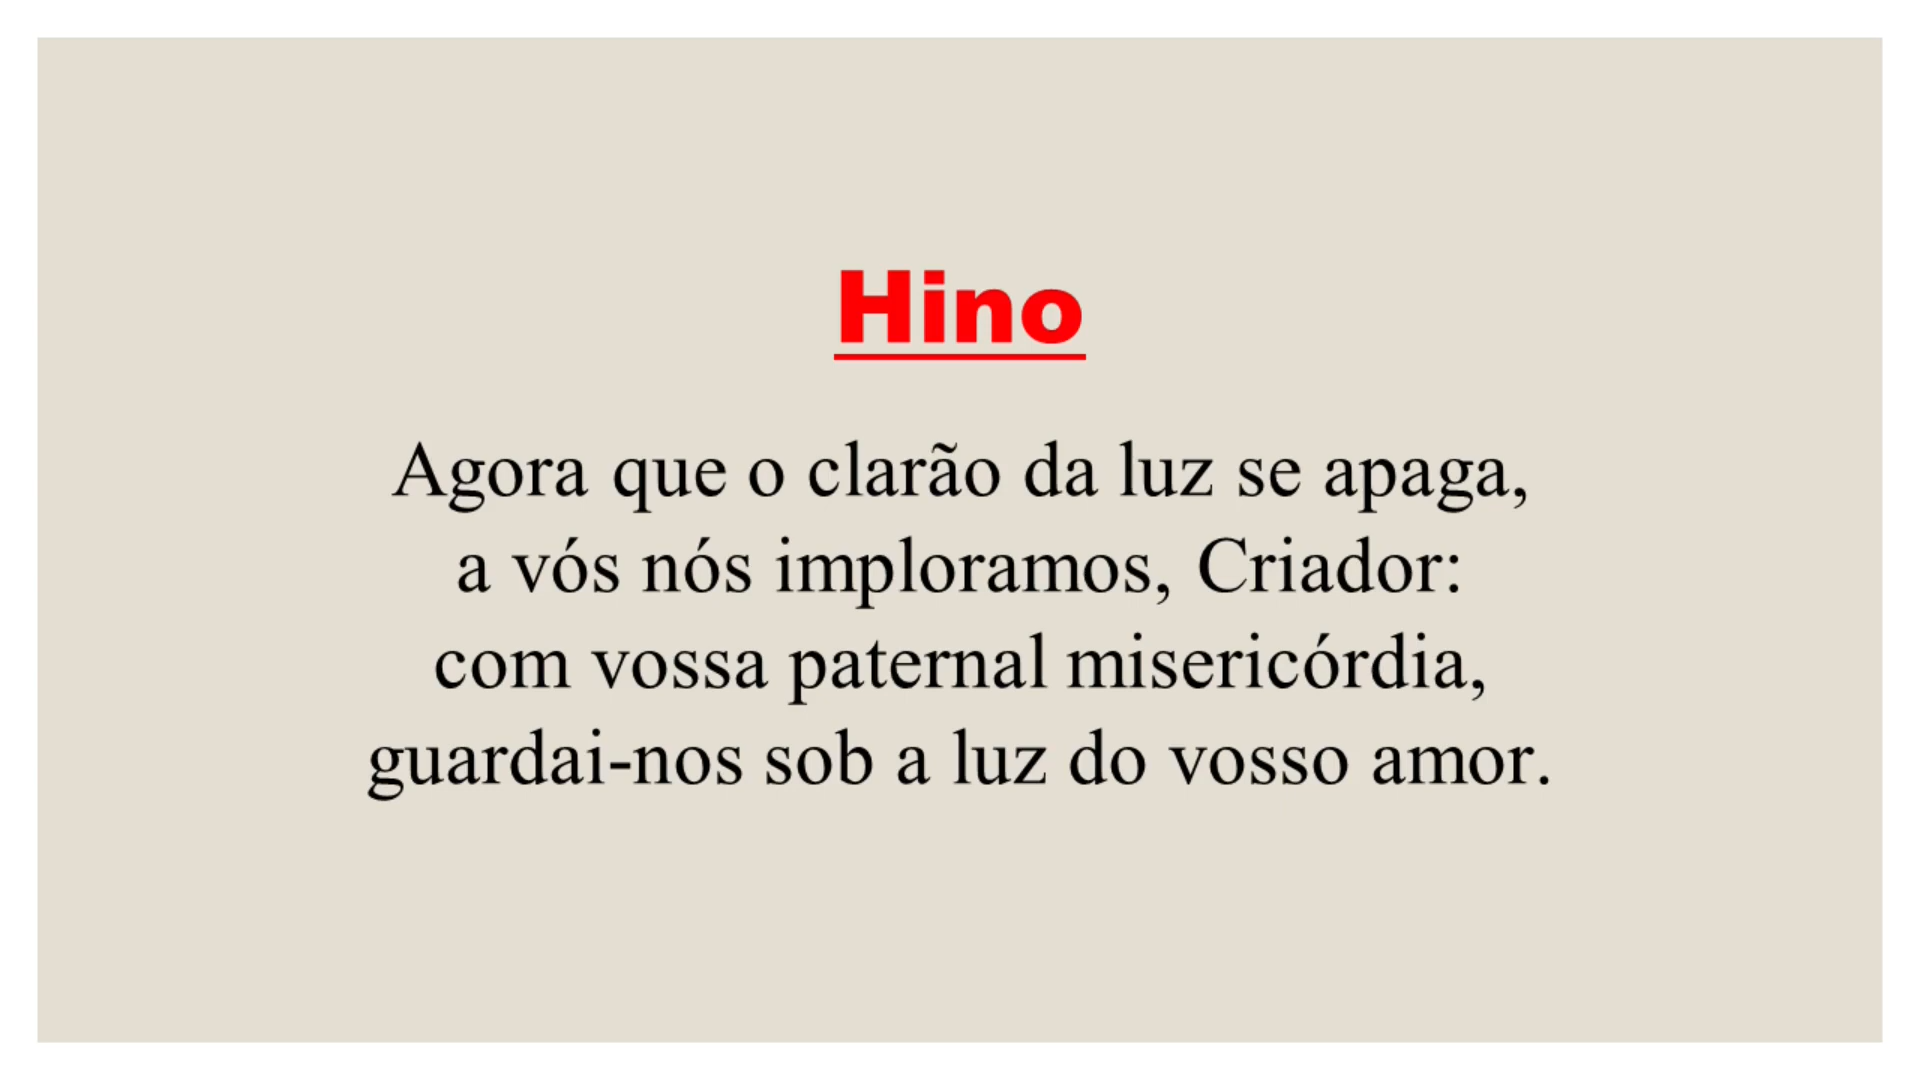 Hino
Agora que o clarão da luz se apaga,
a vós nós imploramos, Criador:
com vossa paternal misericórdia,
guardai-nos sob a luz do vosso amor.